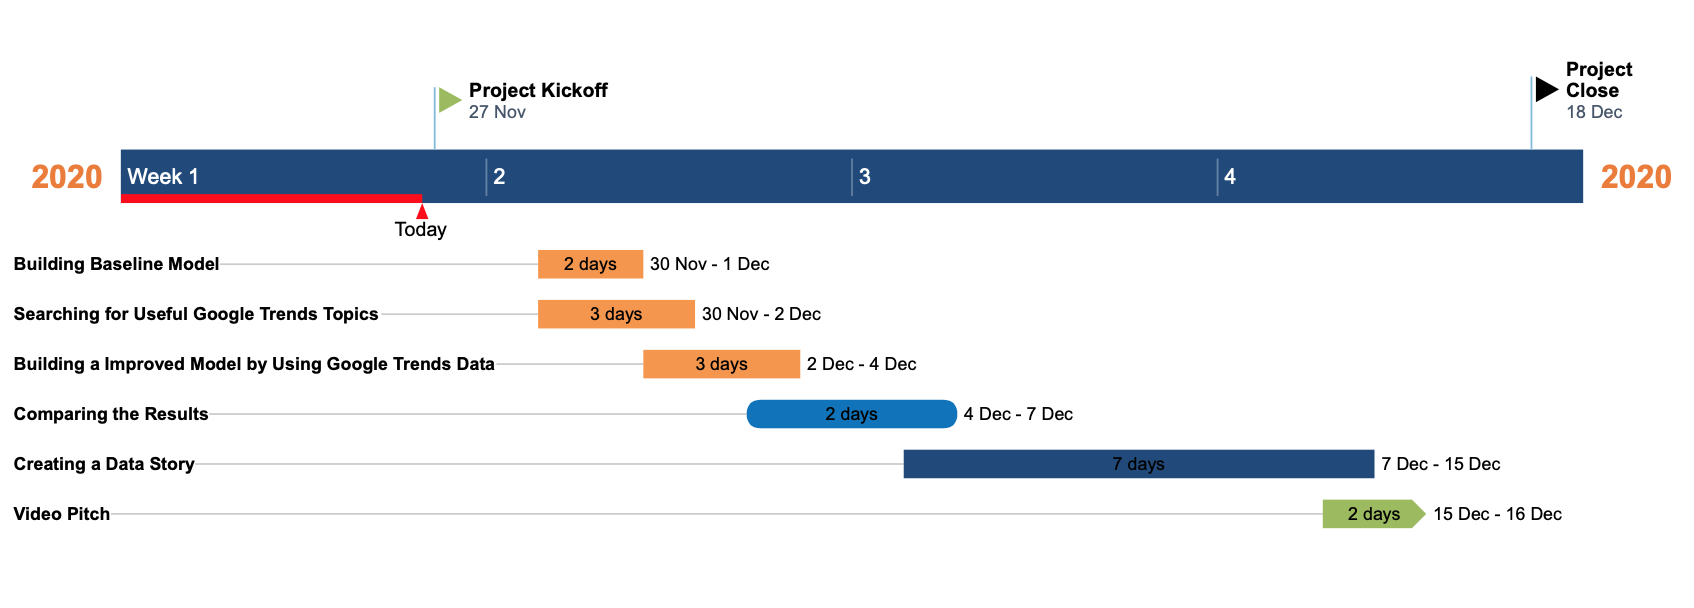 Project Kickoff
27 Nov
Project
Close
18 Dec
2020
Week 1
2
3
4
2020
Today
Building Baseline Model
2 days
30 Nov - 1 Dec
Searching for Useful Google Trends Topics
3 days
30 Nov - 2 Dec
Building a Improved Model by Using Google Trends Data
3 days
2 Dec - 4 Dec
Comparing the Results
2 days
4 Dec - 7 Dec
Creating a Data Story
7 days
7 Dec - 15 Dec
Video Pitch
2 days
15 Dec - 16 Dec